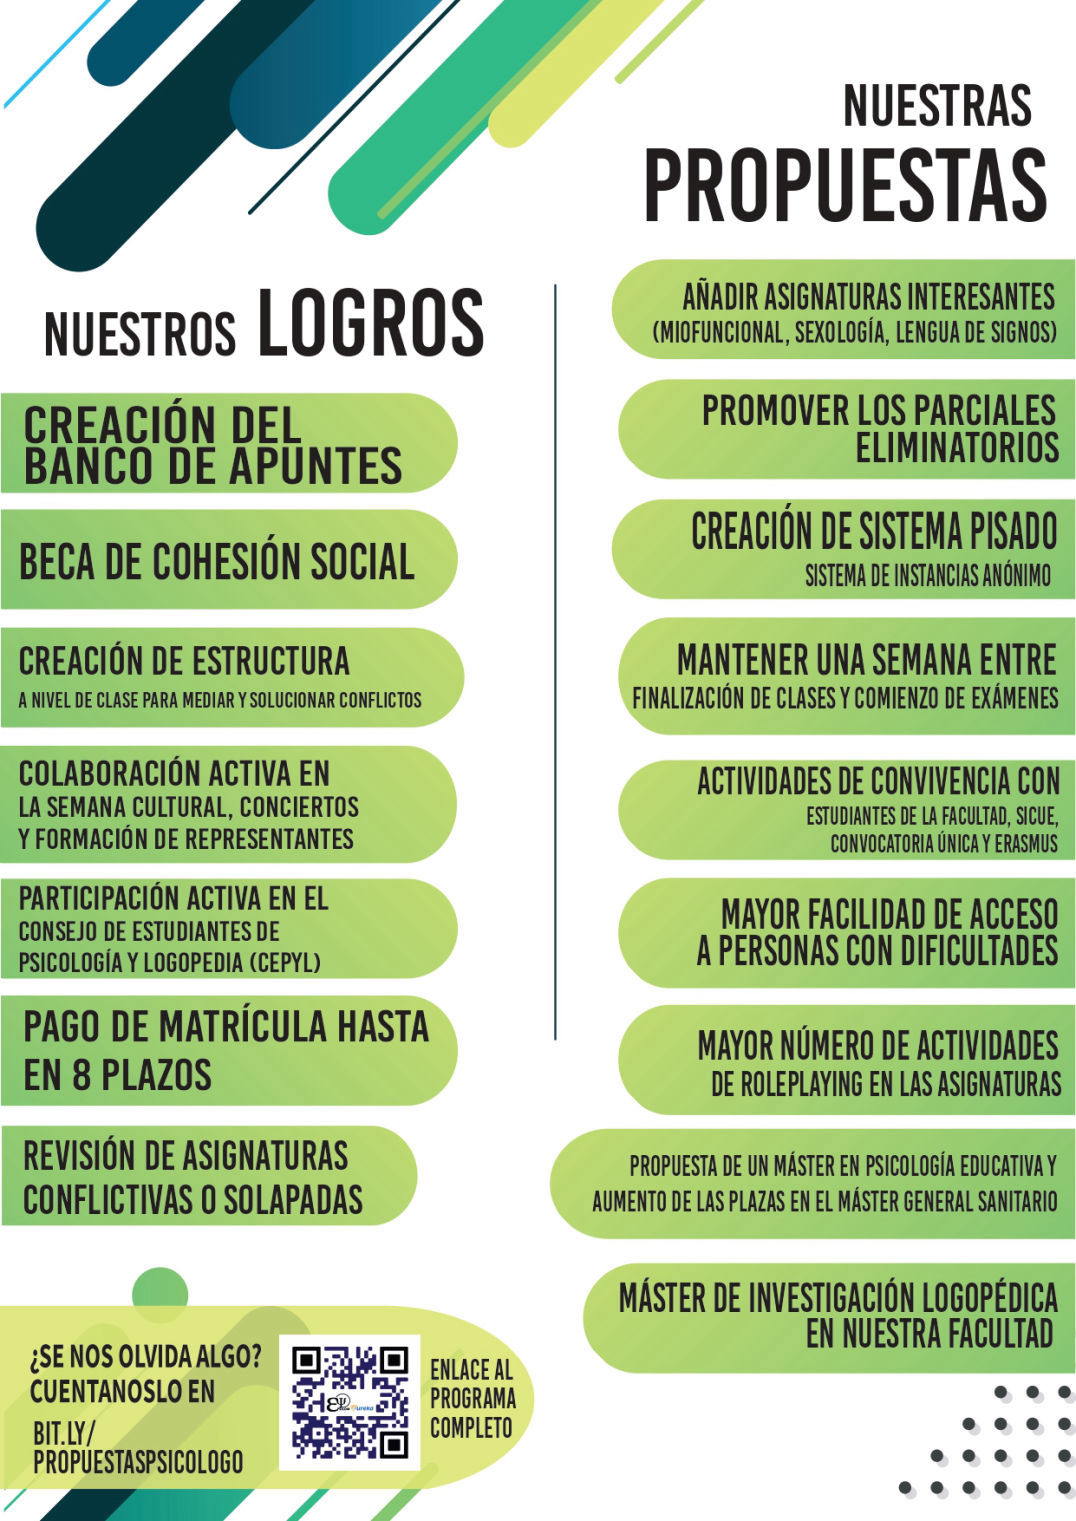 NUESTROS LOGROS
CREACIÓN DEL
BANCO DE APUNTES
BECA DE COHESIÓN SOCIAL
CREACIÓN DE ESTRUCTURA
A NIVEL DE CLASE PARA MEDIAR Y SOLUCIONAR CONFLICTOS
COLABORACIÓN ACTIVA EN
LA SEMANA CULTURAL, CONCIERTOS
Y FORMACIÓN DE REPRESENTANTES
PARTICIPACIÓN ACTIVA EN EL
CONSEJO DE ESTUDIANTES DE
PSICOLOGÍA Y LOGOPEDIA (CEPYL)
PAGO DE MATRÍCULA HASTA
EN 8 PLAZOS
REVISIÓN DE ASIGNATURAS
CONFLICTIVAS O SOLAPADAS
¿SE NOS OLVIDA ALGO?
CUENTANOSLO EN
BIT.LY/
PROPUESTASPSICOLOGO
ENLACE AL
PROGRAMA
COMPLETO
NUESTRAS
PROPUESTAS
AÑADIR ASIGNATURAS INTERESANTES
(MIOFUNCIONAL, SEXOLOGÍA, LENGUA DE SIGNOS)
PROMOVER LOS PARCIALES
ELIMINATORIOS
CREACIÓN DE SISTEMA PISADO
SISTEMA DE INSTANCIAS ANÓNIMO
MANTENER UNA SEMANA ENTRE
FINALIZACIÓN DE CLASES Y COMIENZO DE EXÁMENES
ACTIVIDADES DE CONVIVENCIA CON
ESTUDIANTES DE LA FACULTAD, SICUE,
CONVOCATORIA ÚNICA Y ERASMUS
MAYOR FACILIDAD DE ACCESO
A PERSONAS CON DIFICULTADES
MAYOR NÚMERO DE ACTIVIDADES
DE ROLEPLAYING EN LAS ASIGNATURAS
PROPUESTA DE UN MÁSTER EN PSICOLOGÍA EDUCATIVA Y
AUMENTO DE LAS PLAZAS EN EL MÁSTER GENERAL SANITARIO
MÁSTER DE INVESTIGACIÓN LOGOPÉDICA
EN NUESTRA FACULTAD